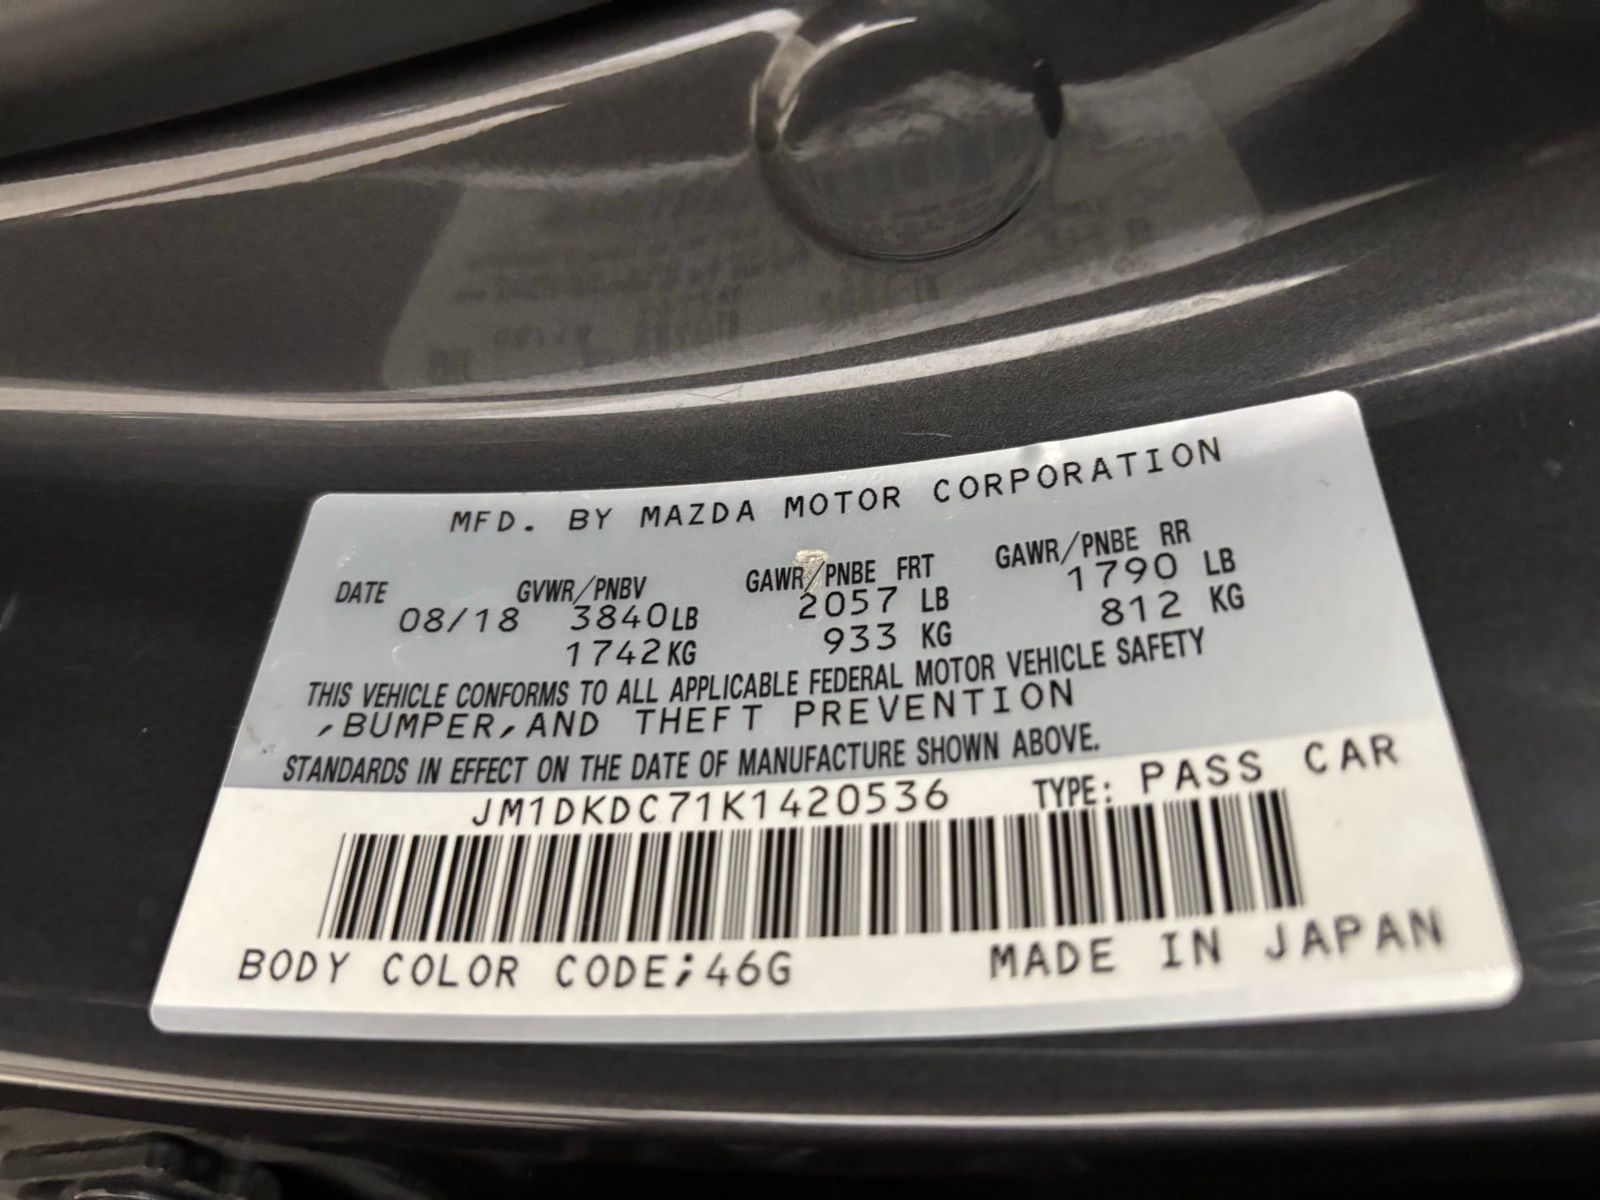 MFD. BY MAZDA MOTOR CORPORATION
DATE GVWR/PNBV GAWR/PNBE FRT GAWR/PNBE RR
08/18 3840LB 2057 LB 1790 LB
1742KG 933 KG 812 KG
THIS VEHICLE CONFORMS TO ALL APPLICABLE FEDERAL MOTOR VEHICLE SAFETY
,BUMPER,AND THEFT PREVENTION
STANDARDS IN EFFECT ON THE DATE OF MANUFACTURE SHOWN ABOVE.
JM1DKDC71K1420536 TYPE: PASS CAR
BODY COLOR CODE;46G MADE IN JAPAN